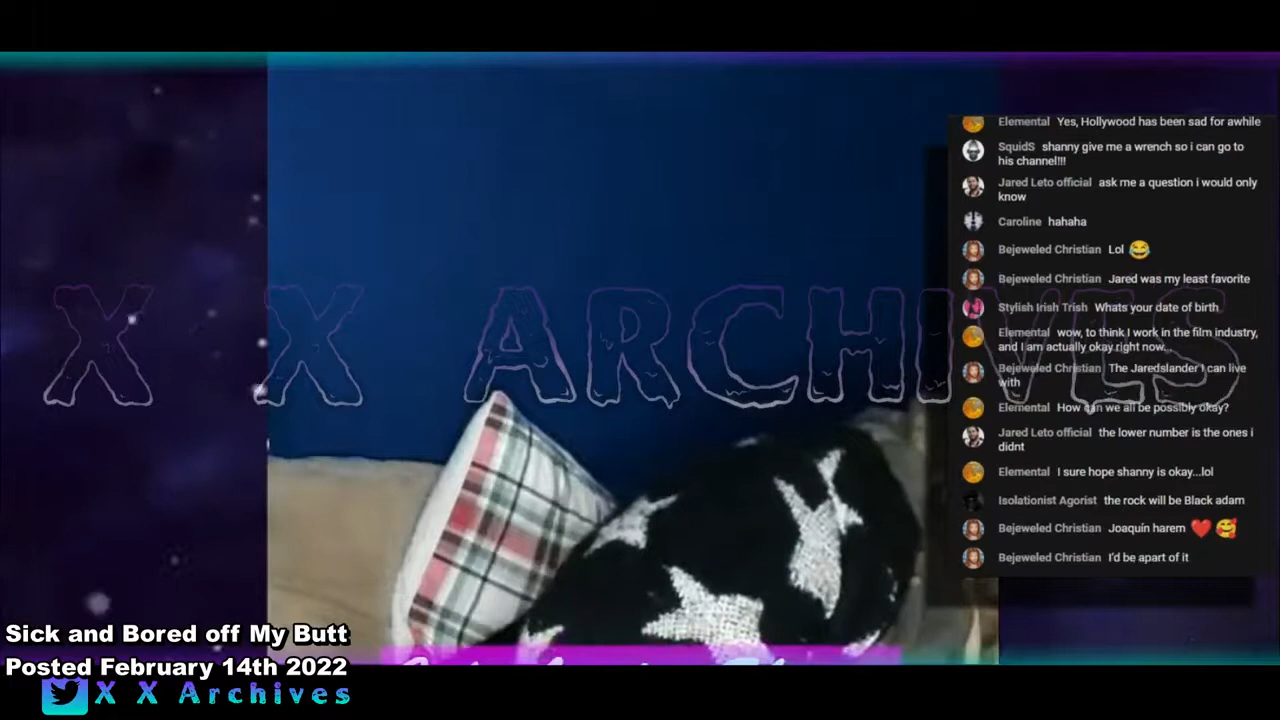 Elemental Yes, Hollywood has been sad for awhile
SquidS shanny give me a wrench so i can go to
his channel!!!
Jared Leto official ask me a question i would only
know
Caroline hahaha
Bejeweled Christian Lol 😂
Bejeweled Christian Jared was my least favorite
X X ARCHIVES
Stylish Irish Trish Whats your date of birth
Elemental wow, to think I work in the film industry,
and I am actually okay right now...
Bejeweled Christian The Jaredslander I can live
with
Elemental How can we all be possibly okay?
Jared Leto official the lower number is the ones i
didnt
Elemental I sure hope shanny is okay...lol
Isolationist Agorist the rock will be Black adam
Bejeweled Christian Joaquin harem ❤️ 🥰
Bejeweled Christian I'd be apart of it
Sick and Bored off My Butt
Posted February 14th 2022
X X Archives